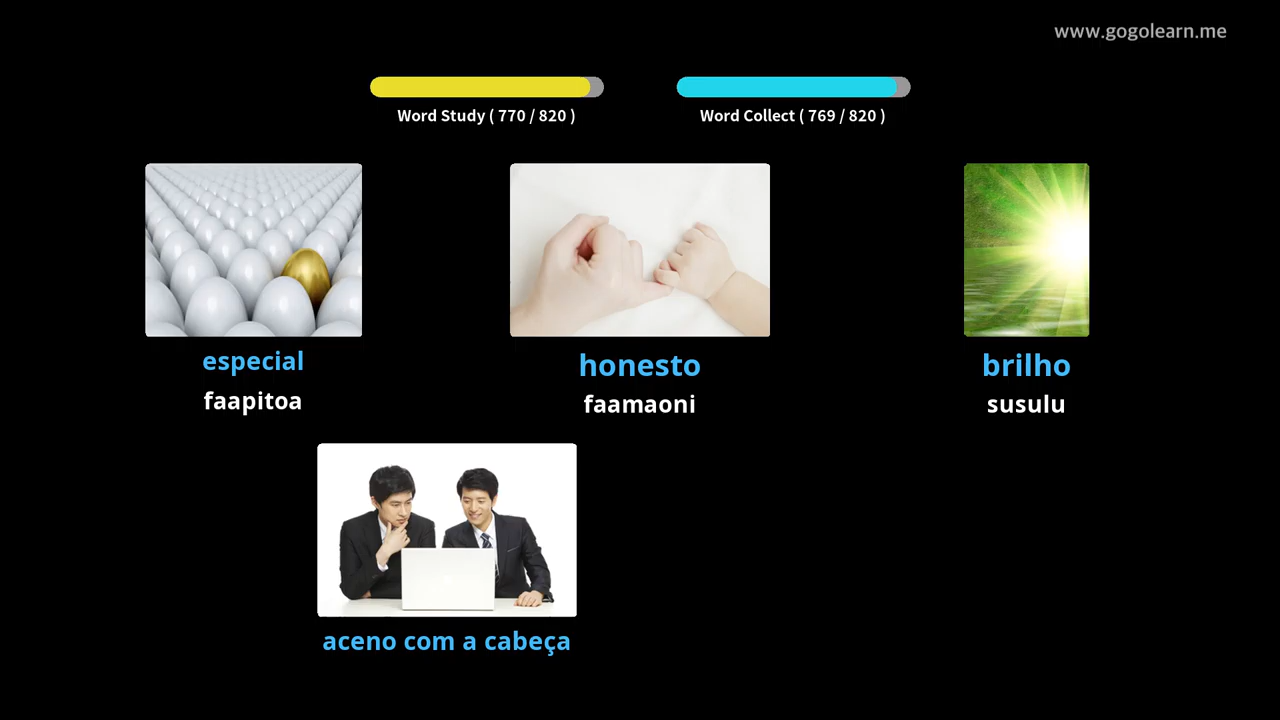 www.gogolearn.me
Word Study ( 770 / 820 )
Word Collect ( 769 / 820 )
especial
faapitoa
honesto
faamaoni
brilho
susulu
aceno com a cabeça